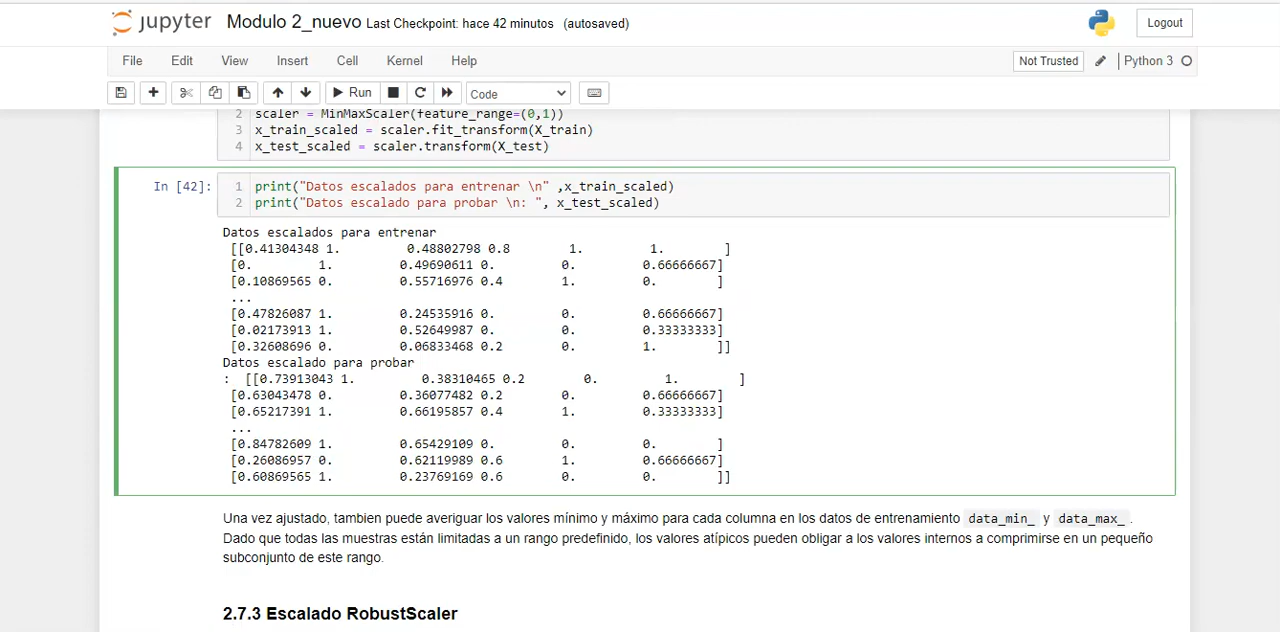 jupyter Modulo 2_nuevo Last Checkpoint: hace 42 minutos (autosaved) Logout
File Edit View Insert Cell Kernel Help Not Trusted Python 3
Run Code
2 scaler = MinMaxScaler(feature_range=(0,1))
3 x_train_scaled = scaler.fit_transform(X_train)
4 x_test_scaled = scaler.transform(X_test)
In [42]: 1 print("Datos escalados para entrenar \n" ,x_train_scaled)
2 print("Datos escalado para probar \n: ", x_test_scaled)
Datos escalados para entrenar
[[0.41304348 1. 0.48802798 0.8 1. 1. ]
[0. 1. 0.49690611 0. 0. 0.66666667]
[0.10869565 0. 0.55716976 0.4 1. 0. ]
...
[0.47826087 1. 0.24535916 0. 0. 0.66666667]
[0.02173913 1. 0.52649987 0. 0. 0.33333333]
[0.32608696 0. 0.06833468 0.2 0. 1. ]]
Datos escalado para probar
: [[0.73913043 1. 0.38310465 0.2 0. 1. ]
[0.63043478 0. 0.36077482 0.2 0. 0.66666667]
[0.65217391 1. 0.66195857 0.4 1. 0.33333333]
...
[0.84782609 1. 0.65429109 0. 0. 0. ]
[0.26086957 0. 0.62119989 0.6 1. 0.66666667]
[0.60869565 1. 0.23769169 0.6 0. 0. ]]
Una vez ajustado, tambien puede averiguar los valores mínimo y máximo para cada columna en los datos de entrenamiento data_min_ y data_max_ .
Dado que todas las muestras están limitadas a un rango predefinido, los valores atípicos pueden obligar a los valores internos a comprimirse en un pequeño
subconjunto de este rango.
2.7.3 Escalado RobustScaler